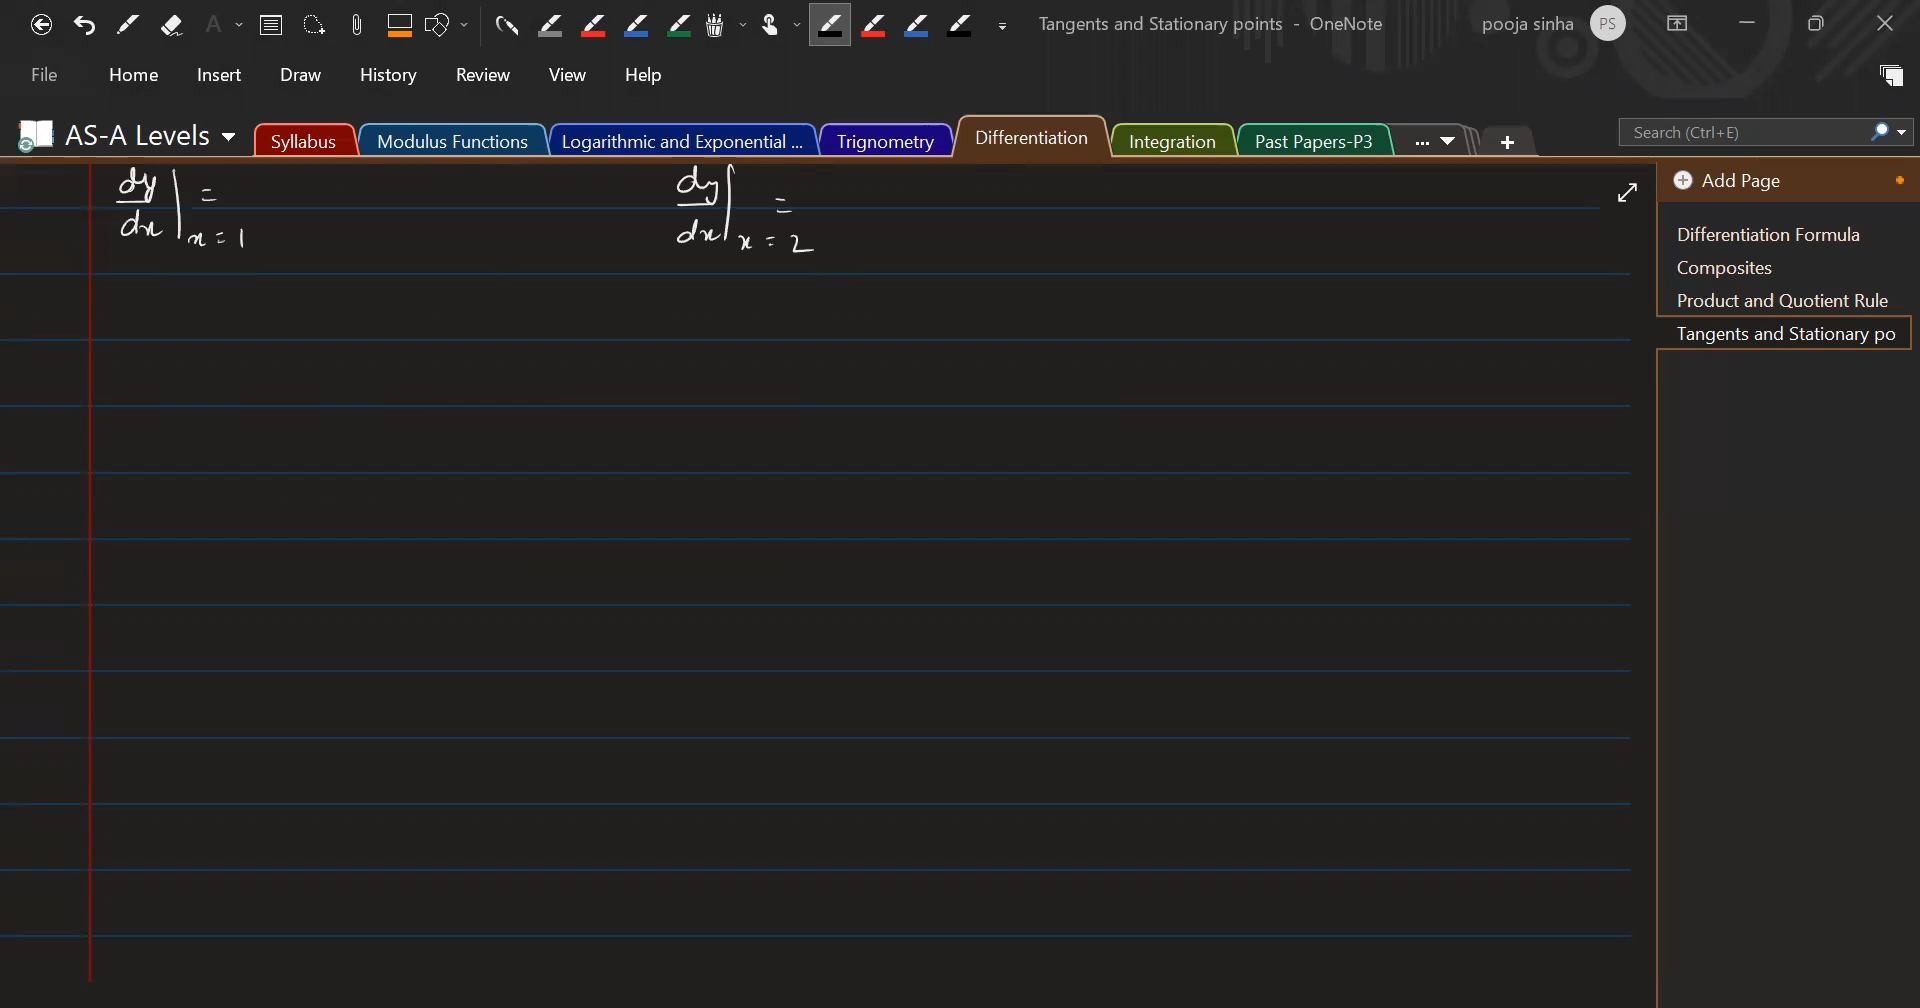 Tangents and Stationary points - OneNote
pooja sinha PS
File Home Insert Draw History Review View Help
AS-A Levels
Syllabus Modulus Functions Logarithmic and Exponential ... Trignometry Differentiation Integration Past Papers-P3 ... +
Search (Ctrl+E)
dy/dx | x = 1 =
dy/dx | x = 2 =
Add Page
Differentiation Formula
Composites
Product and Quotient Rule
Tangents and Stationary po